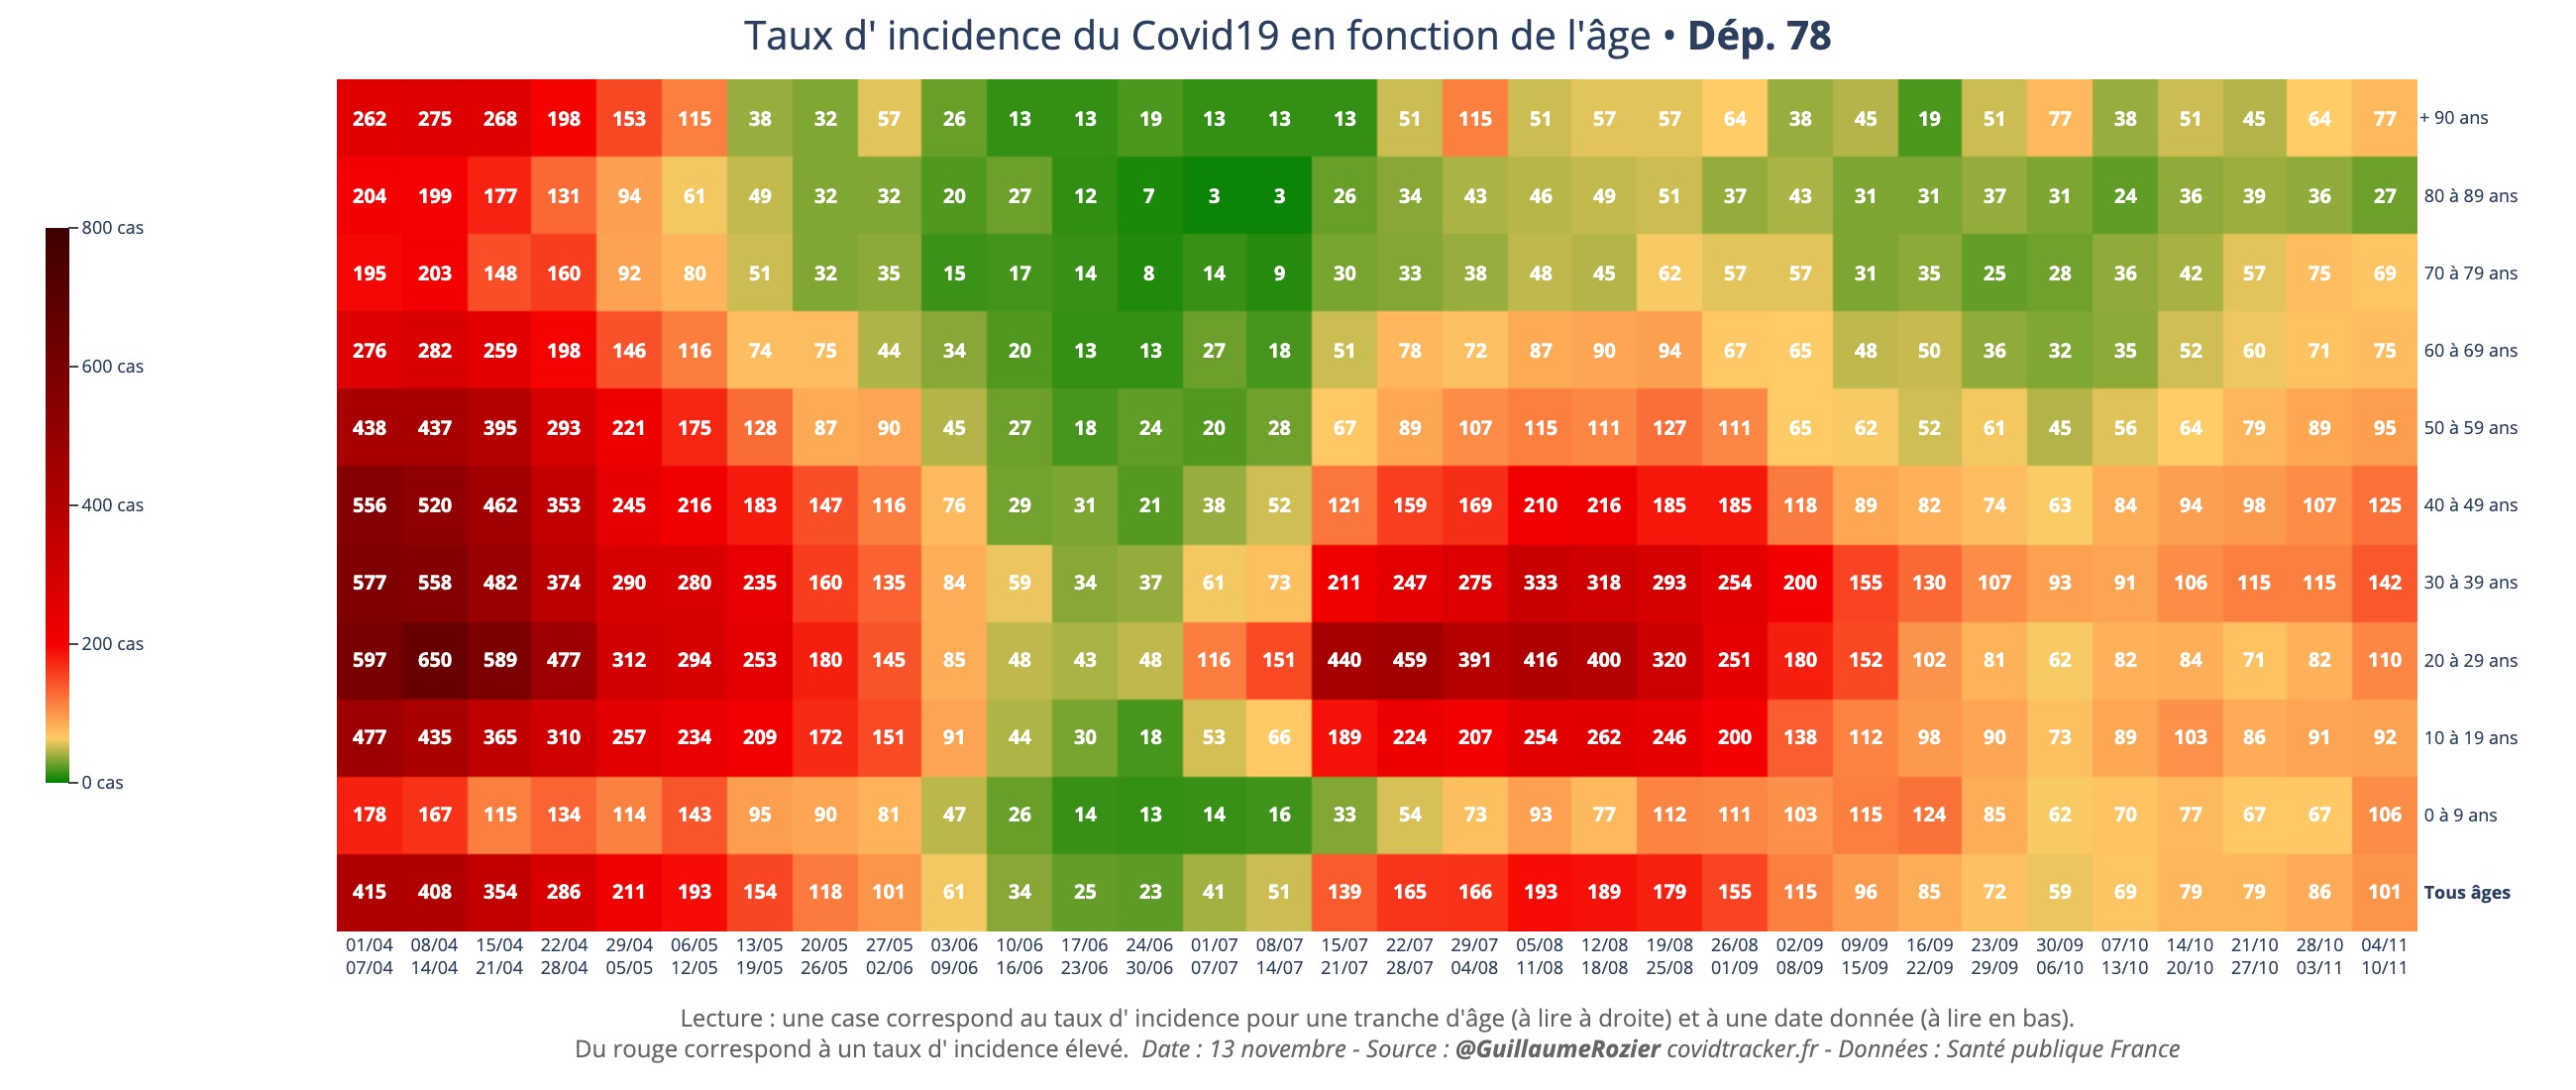 Taux d' incidence du Covid19 en fonction de l'âge • Dép. 78
262 275 268 198 153 115 38 32 57 26 13 13 19 13 13 13 51 115 51 57 57 64 38 45 19 51 77 38 51 45 64 77 + 90 ans
204 199 177 131 94 61 49 32 32 20 27 12 7 3 3 26 34 43 46 49 51 37 43 31 31 37 31 24 36 39 36 27 80 à 89 ans
800 cas
195 203 148 160 92 80 51 32 35 15 17 14 8 14 9 30 33 38 48 45 62 57 57 31 35 25 28 36 42 57 75 69 70 à 79 ans
276 282 259 198 146 116 74 75 44 34 20 13 13 27 18 51 78 72 87 90 94 67 65 48 50 36 32 35 52 60 71 75 60 à 69 ans
600 cas
438 437 395 293 221 175 128 87 90 45 27 18 24 20 28 67 89 107 115 111 127 111 65 62 52 61 45 56 64 79 89 95 50 à 59 ans
400 cas
556 520 462 353 245 216 183 147 116 76 29 31 21 38 52 121 159 169 210 216 185 185 118 89 82 74 63 84 94 98 107 125 40 à 49 ans
577 558 482 374 290 280 235 160 135 84 59 34 37 61 73 211 247 275 333 318 293 254 200 155 130 107 93 91 106 115 115 142 30 à 39 ans
200 cas
597 650 589 477 312 294 253 180 145 85 48 43 48 116 151 440 459 391 416 400 320 251 180 152 102 81 62 82 84 71 82 110 20 à 29 ans
477 435 365 310 257 234 209 172 151 91 44 30 18 53 66 189 224 207 254 262 246 200 138 112 98 90 73 89 103 86 91 92 10 à 19 ans
0 cas
178 167 115 134 114 143 95 90 81 47 26 14 13 14 16 33 54 73 93 77 112 111 103 115 124 85 62 70 77 67 67 106 0 à 9 ans
415 408 354 286 211 193 154 118 101 61 34 25 23 41 51 139 165 166 193 189 179 155 115 96 85 72 59 69 79 79 86 101 Tous âges
01/04 08/04 15/04 22/04 29/04 06/05 13/05 20/05 27/05 03/06 10/06 17/06 24/06 01/07 08/07 15/07 22/07 29/07 05/08 12/08 19/08 26/08 02/09 09/09 16/09 23/09 30/09 07/10 14/10 21/10 28/10 04/11
07/04 14/04 21/04 28/04 05/05 12/05 19/05 26/05 02/06 09/06 16/06 23/06 30/06 07/07 14/07 21/07 28/07 04/08 11/08 18/08 25/08 01/09 08/09 15/09 22/09 29/09 06/10 13/10 20/10 27/10 03/11 10/11
Lecture : une case correspond au taux d' incidence pour une tranche d'âge (à lire à droite) et à une date donnée (à lire en bas).
Du rouge correspond à un taux d' incidence élevé. Date : 13 novembre - Source : @GuillaumeRozier covidtracker.fr - Données : Santé publique France